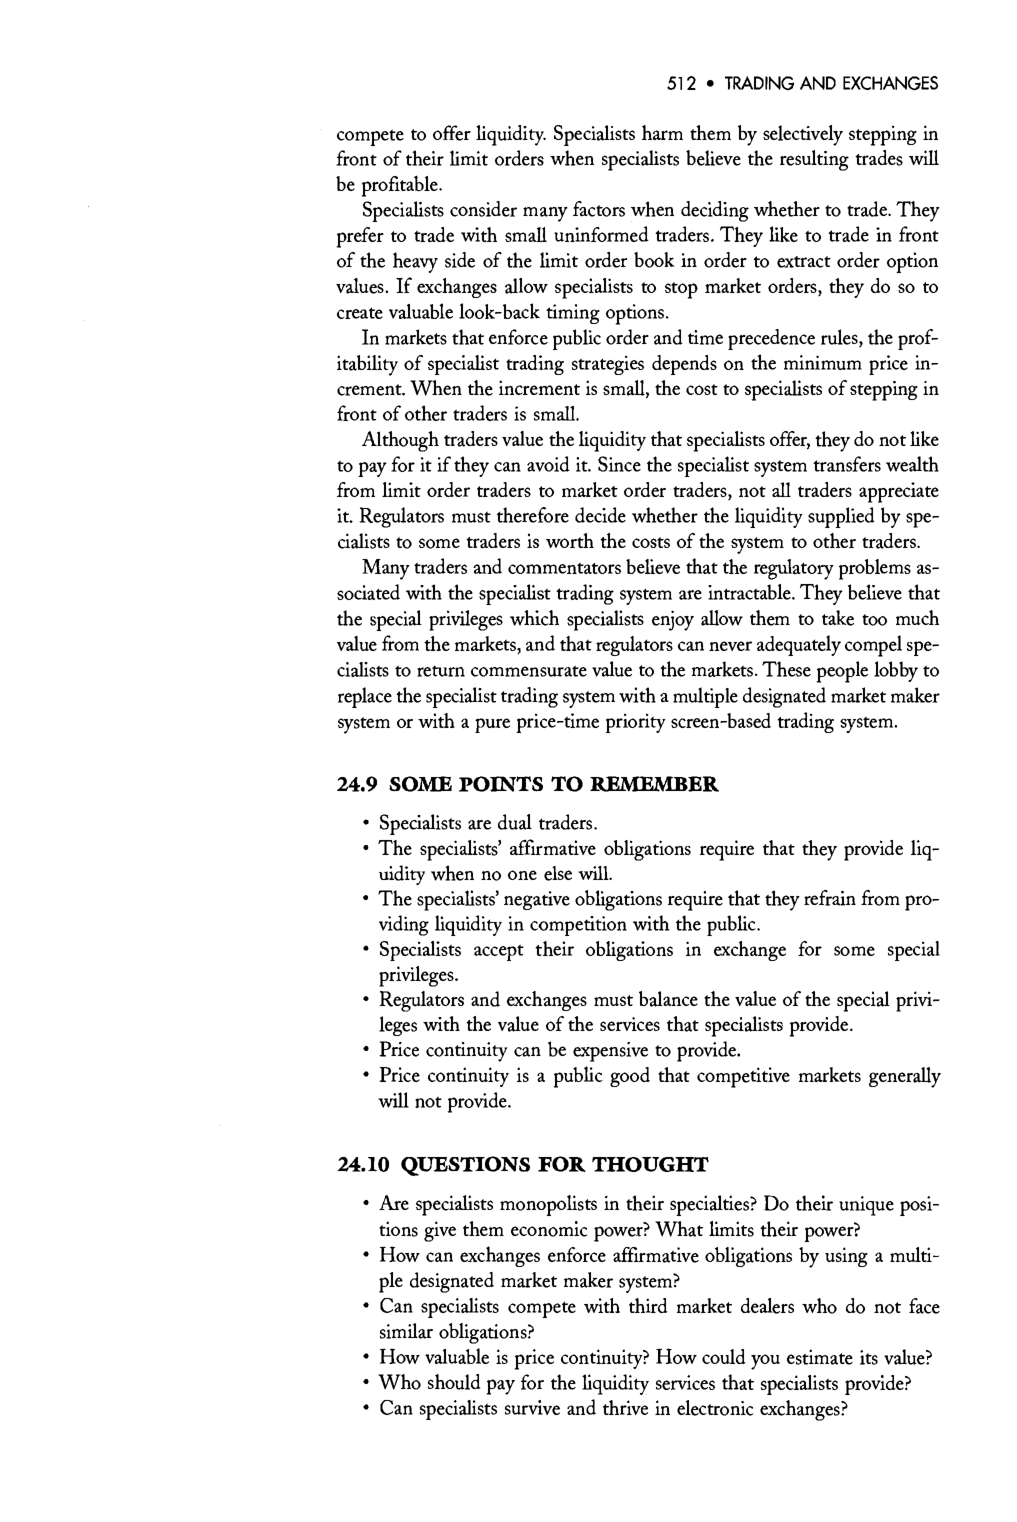 512 • TRADING AND EXCHANGES
compete to offer liquidity. Specialists harm them by selectively stepping in
front of their limit orders when specialists believe the resulting trades will
be profitable.
Specialists consider many factors when deciding whether to trade. They
prefer to trade with small uninformed traders. They like to trade in front
of the heavy side of the limit order book in order to extract order option
values. If exchanges allow specialists to stop market orders, they do so to
create valuable look-back timing options.
In markets that enforce public order and time precedence rules, the prof-
itability of specialist trading strategies depends on the minimum price in-
crement. When the increment is small, the cost to specialists of stepping in
front of other traders is small.
Although traders value the liquidity that specialists offer, they do not like
to pay for it if they can avoid it. Since the specialist system transfers wealth
from limit order traders to market order traders, not all traders appreciate
it. Regulators must therefore decide whether the liquidity supplied by spe-
cialists to some traders is worth the costs of the system to other traders.
Many traders and commentators believe that the regulatory problems as-
sociated with the specialist trading system are intractable. They believe that
the special privileges which specialists enjoy allow them to take too much
value from the markets, and that regulators can never adequately compel spe-
cialists to return commensurate value to the markets. These people lobby to
replace the specialist trading system with a multiple designated market maker
system or with a pure price-time priority screen-based trading system.
24.9 SOME POINTS TO REMEMBER
• Specialists are dual traders.
• The specialists' affirmative obligations require that they provide liq-
uidity when no one else will.
• The specialists' negative obligations require that they refrain from pro-
viding liquidity in competition with the public.
• Specialists accept their obligations in exchange for some special
privileges.
• Regulators and exchanges must balance the value of the special privi-
leges with the value of the services that specialists provide.
• Price continuity can be expensive to provide.
• Price continuity is a public good that competitive markets generally
will not provide.
24.10 QUESTIONS FOR THOUGHT
• Are specialists monopolists in their specialties? Do their unique posi-
tions give them economic power? What limits their power?
• How can exchanges enforce affirmative obligations by using a multi-
ple designated market maker system?
• Can specialists compete with third market dealers who do not face
similar obligations?
• How valuable is price continuity? How could you estimate its value?
• Who should pay for the liquidity services that specialists provide?
• Can specialists survive and thrive in electronic exchanges?